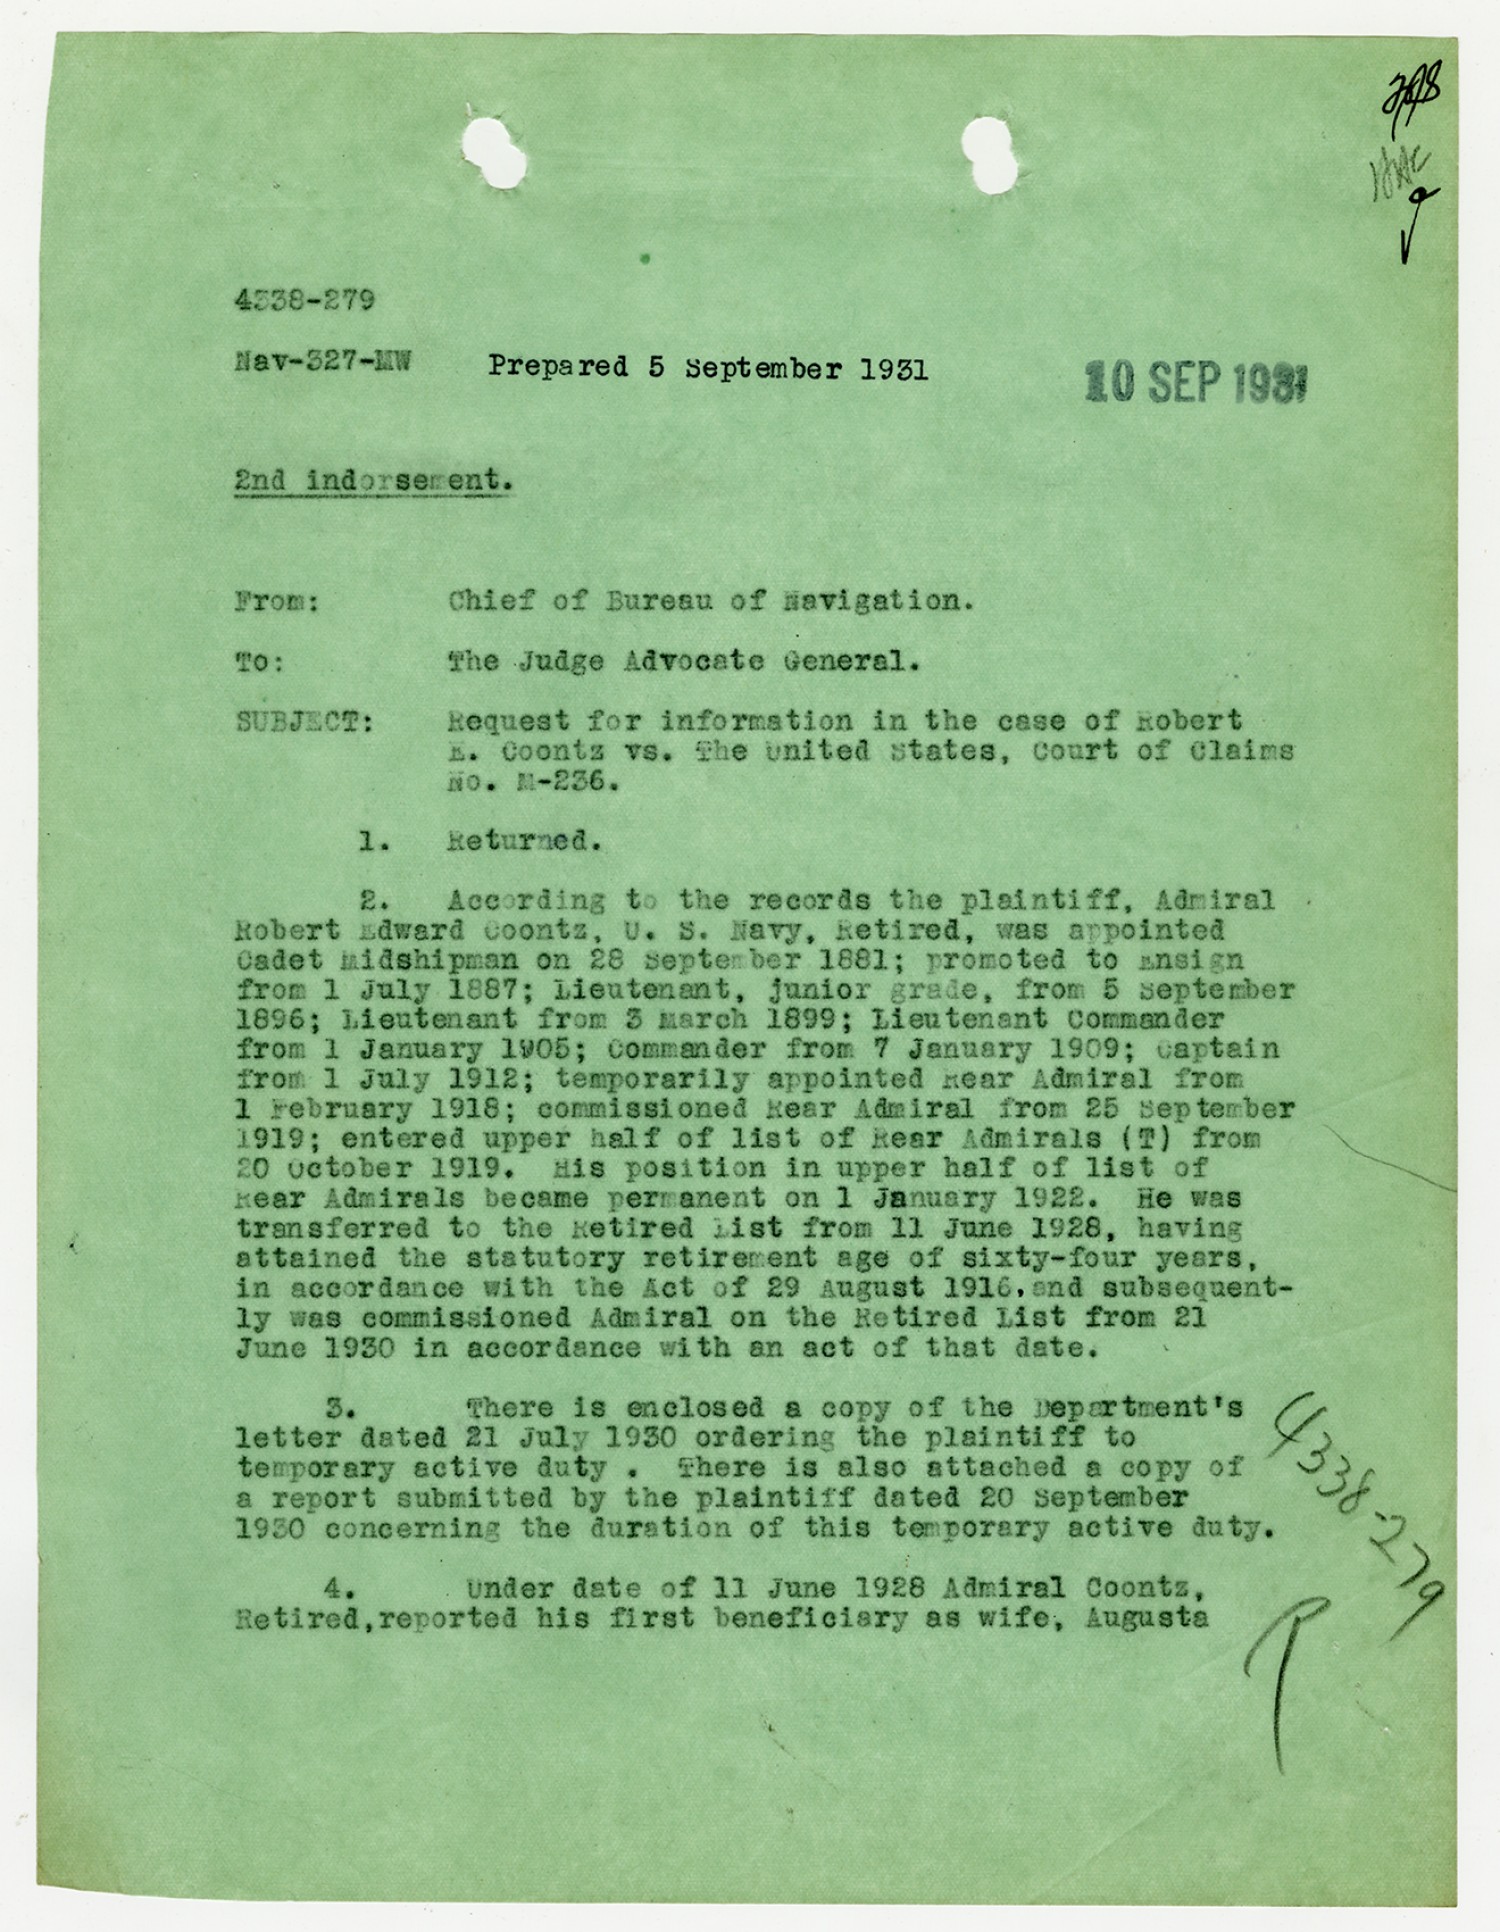 4338-279
Nav-327-MW Prepared 5 September 1931 10 SEP 1931
2nd indorsement.
From: Chief of Bureau of Navigation.
To: The Judge Advocate General.
SUBJECT: Request for information in the case of Robert
E. Coontz vs. The United States, Court of Claims
No. M-236.
1. Returned.
2. According to the records the plaintiff, Admiral
Robert Edward Coontz, U. S. Navy, Retired, was appointed
Cadet Midshipman on 28 September 1881; promoted to Ensign
from 1 July 1887; Lieutenant, junior grade, from 5 September
1896; Lieutenant from 3 March 1899; Lieutenant Commander
from 1 January 1905; Commander from 7 January 1909; Captain
from 1 July 1912; temporarily appointed Rear Admiral from
1 February 1918; commissioned Rear Admiral from 25 September
1919; entered upper half of list of Rear Admirals (T) from
20 October 1919. His position in upper half of list of
Rear Admirals became permanent on 1 January 1922. He was
transferred to the Retired List from 11 June 1928, having
attained the statutory retirement age of sixty-four years,
in accordance with the Act of 29 August 1916,and subsequent-
ly was commissioned Admiral on the Retired List from 21
June 1930 in accordance with an act of that date.
3. There is enclosed a copy of the Department's
letter dated 21 July 1930 ordering the plaintiff to
temporary active duty . There is also attached a copy of
a report submitted by the plaintiff dated 20 September
1930 concerning the duration of this temporary active duty.
4. Under date of 11 June 1928 Admiral Coontz,
Retired,reported his first beneficiary as wife, Augusta
4338-279